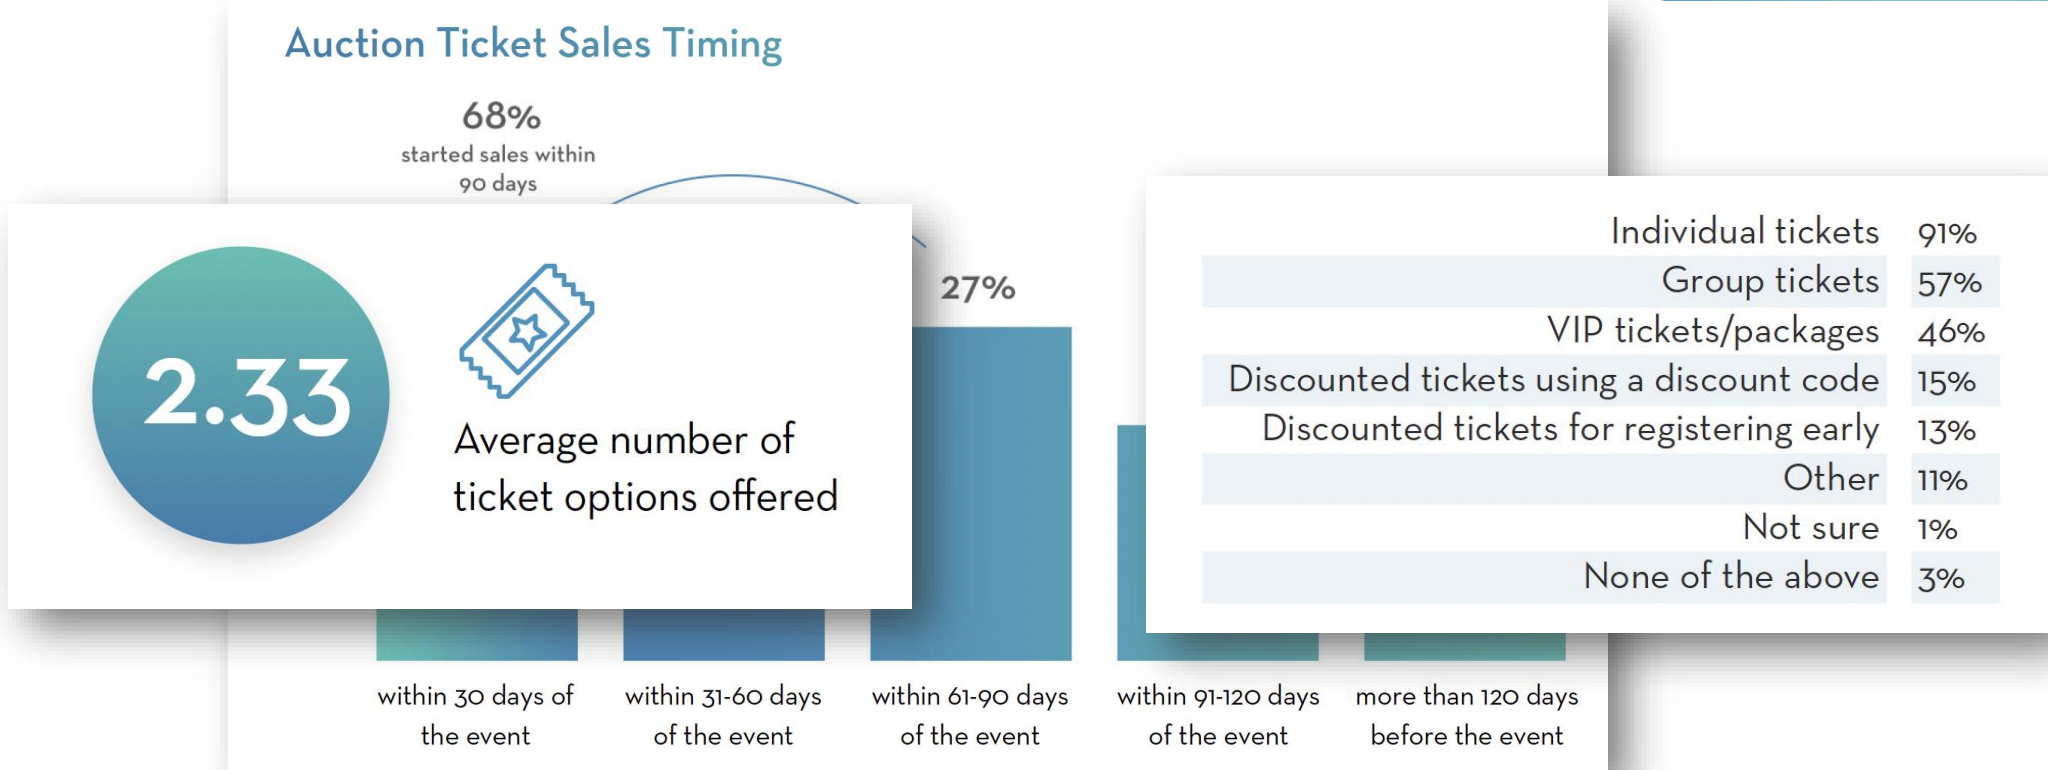 Auction Ticket Sales Timing
68%
started sales within
90 days
2.33
Average number of
ticket options offered
27%
Individual tickets 91%
Group tickets 57%
VIP tickets/packages 46%
Discounted tickets using a discount code 15%
Discounted tickets for registering early 13%
Other 11%
Not sure 1%
None of the above 3%
within 30 days of
the event
within 31-60 days
of the event
within 61-90 days
of the event
within 91-120 days
of the event
more than 120 days
before the event